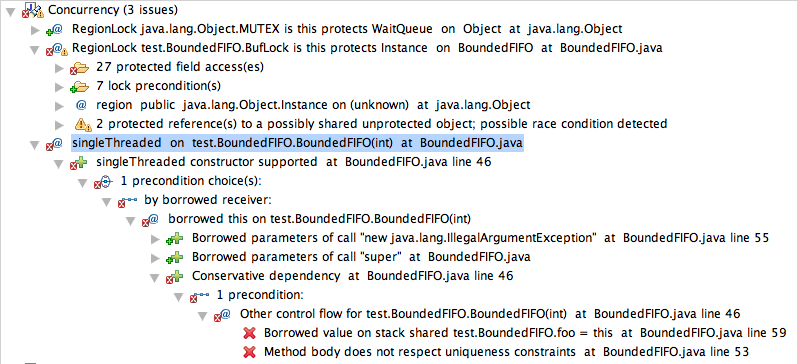 Concurrency (3 issues)
RegionLock java.lang.Object.MUTEX is this protects WaitQueue on Object at java.lang.Object
RegionLock test.BoundedFIFO.BufLock is this protects Instance on BoundedFIFO at BoundedFIFO.java
27 protected field access(es)
7 lock precondition(s)
region public java.lang.Object.Instance on (unknown) at java.lang.Object
2 protected reference(s) to a possibly shared unprotected object; possible race condition detected
singleThreaded on test.BoundedFIFO.BoundedFIFO(int) at BoundedFIFO.java
singleThreaded constructor supported at BoundedFIFO.java line 46
1 precondition choice(s):
by borrowed receiver:
borrowed this on test.BoundedFIFO.BoundedFIFO(int)
Borrowed parameters of call "new java.lang.IllegalArgumentException" at BoundedFIFO.java line 55
Borrowed parameters of call "super" at BoundedFIFO.java
Conservative dependency at BoundedFIFO.java line 46
1 precondition:
Other control flow for test.BoundedFIFO.BoundedFIFO(int) at BoundedFIFO.java line 46
Borrowed value on stack shared test.BoundedFIFO.foo = this at BoundedFIFO.java line 59
Method body does not respect uniqueness constraints at BoundedFIFO.java line 53